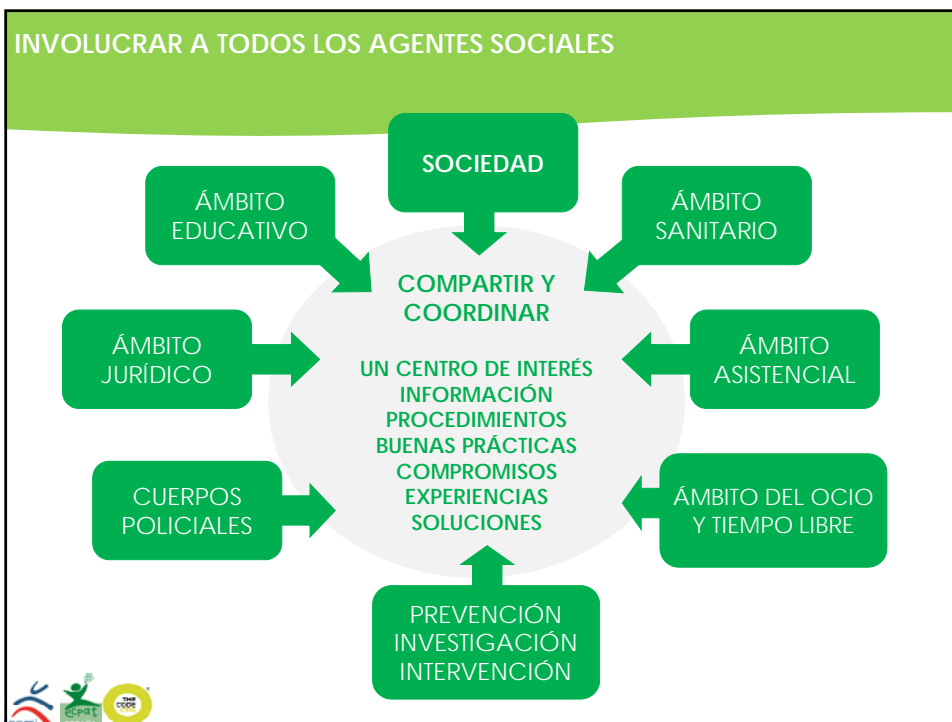 INVOLUCRAR A TODOS LOS AGENTES SOCIALES
SOCIEDAD
ÁMBITO
EDUCATIVO
ÁMBITO
SANITARIO
COMPARTIR Y
COORDINAR
ÁMBITO
JURÍDICO
ÁMBITO
ASISTENCIAL
UN CENTRO DE INTERÉS
INFORMACIÓN
PROCEDIMIENTOS
BUENAS PRÁCTICAS
COMPROMISOS
EXPERIENCIAS
SOLUCIONES
CUERPOS
POLICIALES
ÁMBITO DEL OCIO
Y TIEMPO LIBRE
PREVENCIÓN
INVESTIGACIÓN
INTERVENCIÓN
ecpat
THE
CODE